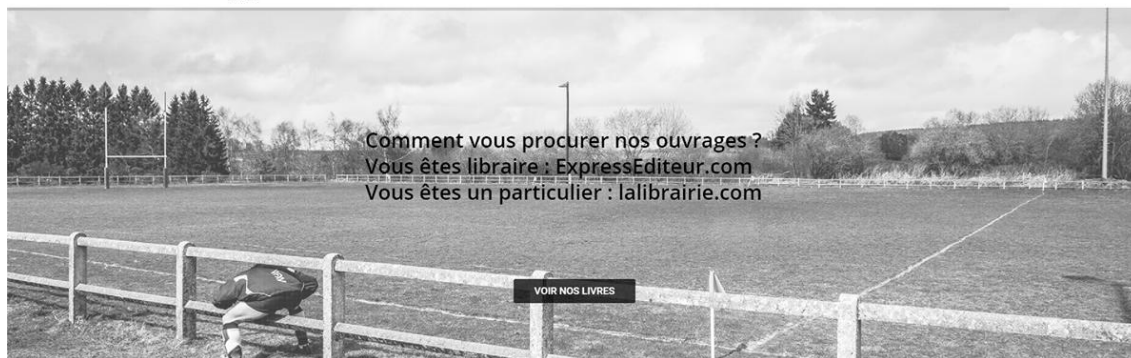 Comment vous procurer nos ouvrages ?
Vous êtes libraire : ExpressEditeur.com
Vous êtes un particulier : lalibrairie.com
VOIR NOS LIVRES